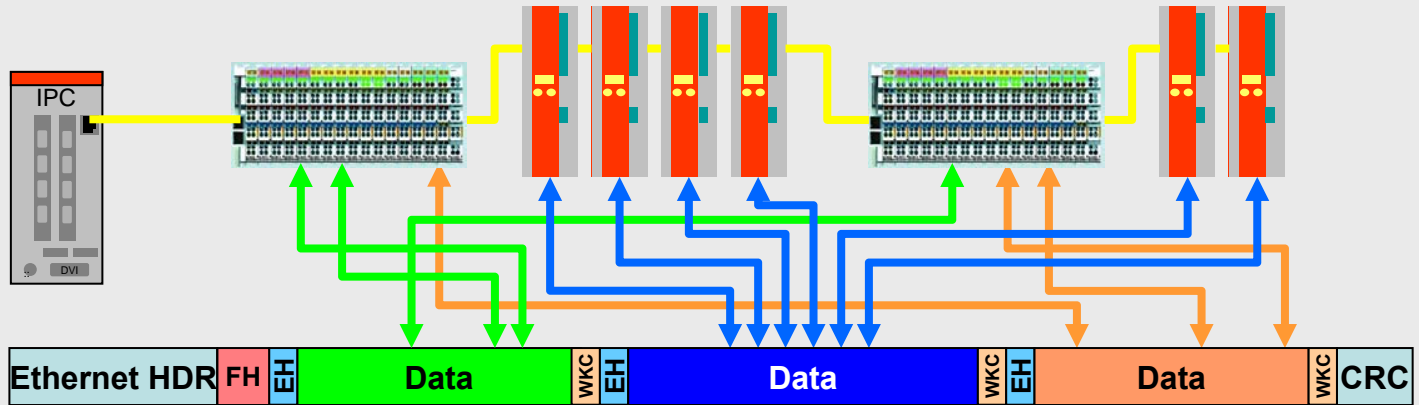 IPC
DVI
Ethernet HDR FH EH Data WKC EH Data WKC EH Data WKC CRC